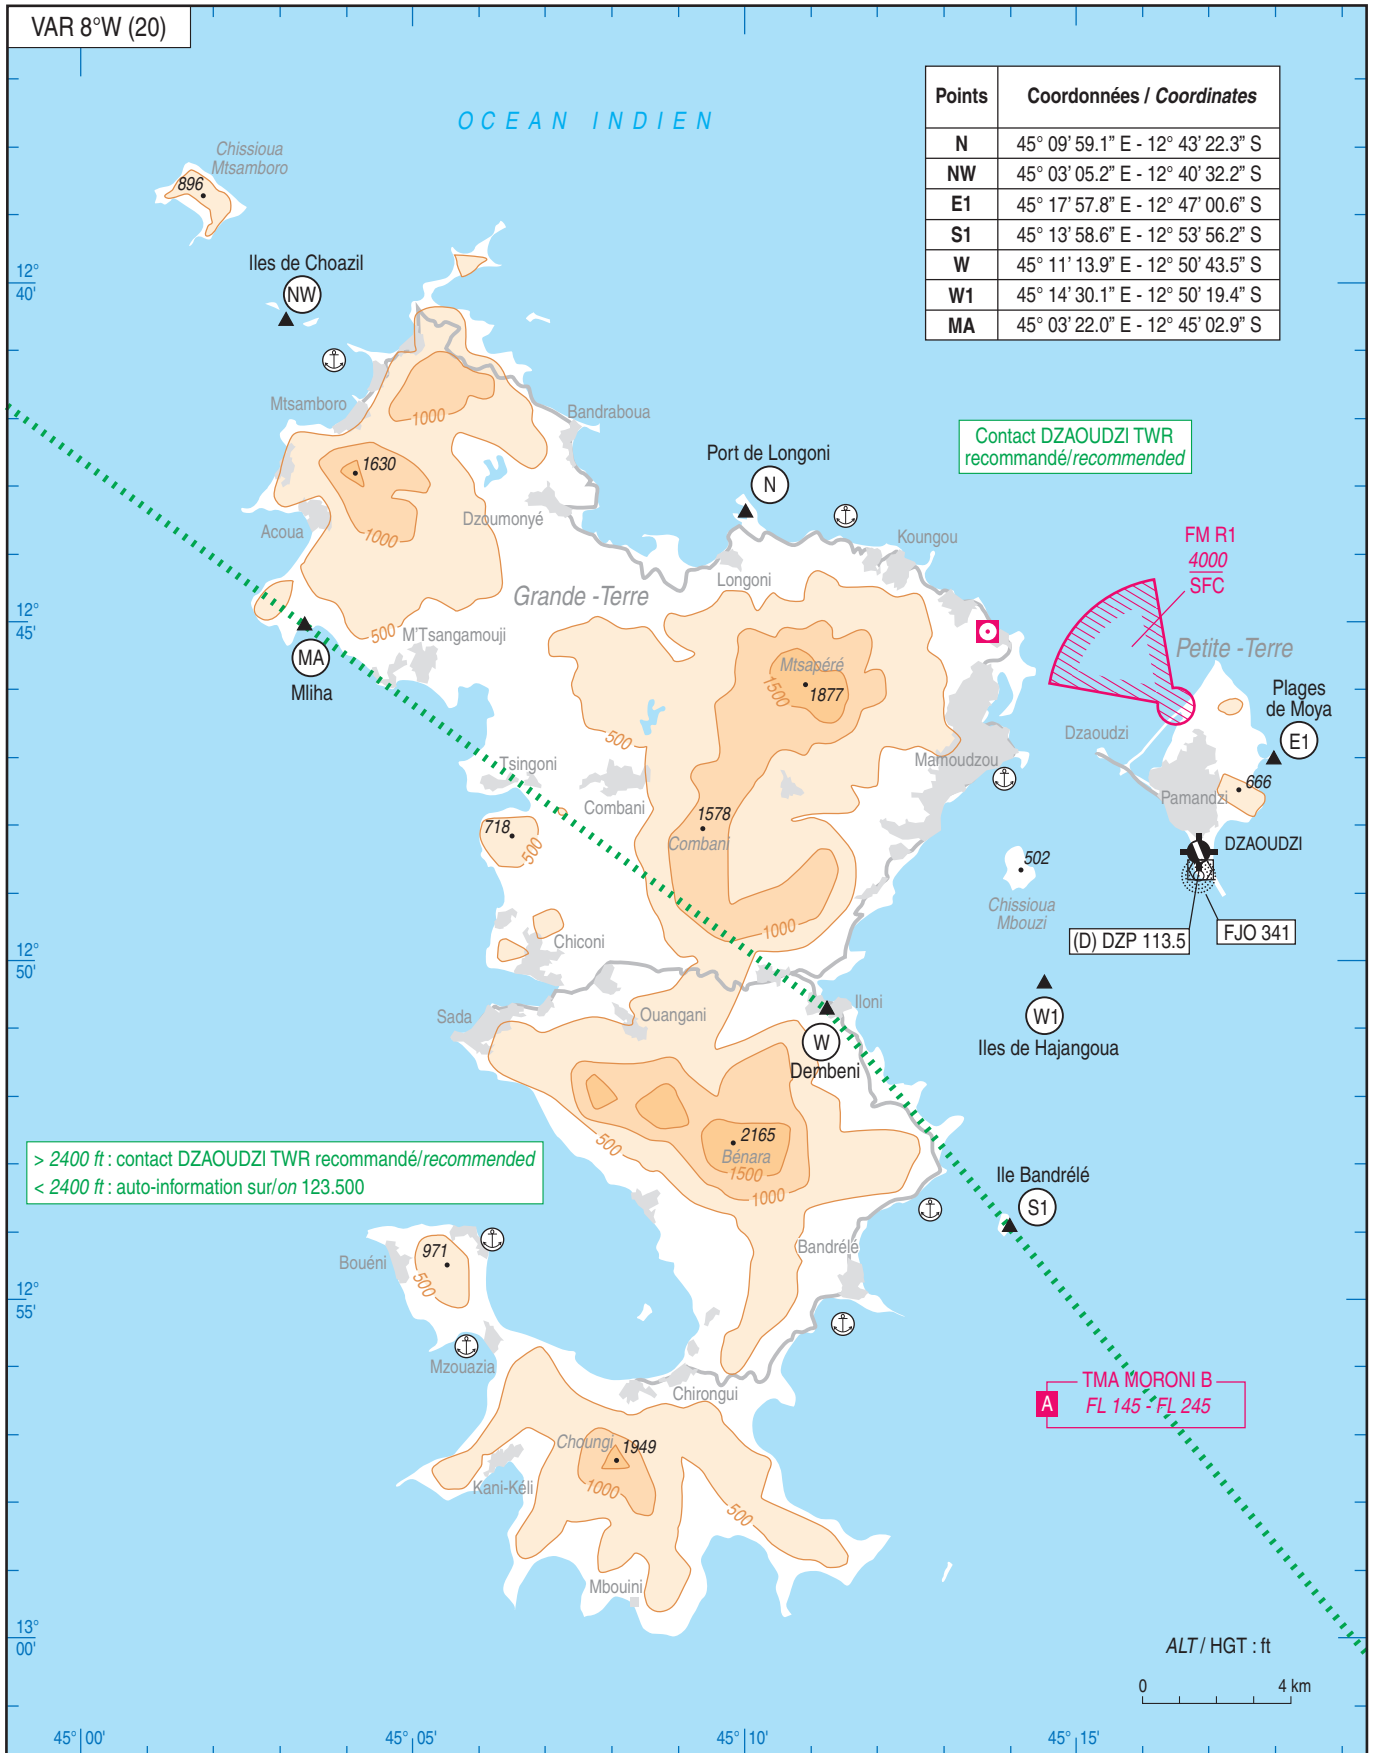 VAR 8°W (20)
OCEAN INDIEN
Points Coordonnées / Coordinates
N 45° 09’ 59.1” E - 12° 43’ 22.3” S
NW 45° 03’ 05.2” E - 12° 40’ 32.2” S
E1 45° 17’ 57.8” E - 12° 47’ 00.6” S
S1 45° 13’ 58.6” E - 12° 53’ 56.2” S
W 45° 11’ 13.9” E - 12° 50’ 43.5” S
W1 45° 14’ 30.1” E - 12° 50’ 19.4” S
MA 45° 03’ 22.0” E - 12° 45’ 02.9” S
Chissioua
Mtsamboro
896
Iles de Choazil
NW
12°
40'
Mtsamboro
1000
Bandraboua
Contact DZAOUDZI TWR
recommandé/recommended
1630
Port de Longoni
N
Acoua
1000
Dzoumonyé
Koungou
FM R1
4000
SFC
Longoni
Grande -Terre
12°
45'
500
M'Tsangamouji
MA
Mliha
Petite -Terre
Mtsapéré
1500
1877
Plages
de Moya
E1
500
Dzaoudzi
Mamoudzou
Tsingoni
Combani
Pamandzi
666
718
500
1578
Combani
DZAOUDZI
502
Chissioua
Mbouzi
1000
(D) DZP 113.5
FJO 341
Chiconi
12°
50'
Sada
Ouangani
Iloni
W
Dembeni
W1
Iles de Hajangoua
500
2165
Bénara
1500
1000
> 2400 ft : contact DZAOUDZI TWR recommandé/recommended
< 2400 ft : auto-information sur/on 123.500
Ile Bandrélé
S1
Bouéni
971
500
Bandrélé
12°
55'
Mzouazia
Chirongui
TMA MORONI B
A
FL 145 - FL 245
Choungi
1949
Kani-Kéli
1000
500
Mbouini
13°
00'
ALT / HGT : ft
0 4 km
45° 00' 45° 05' 45° 10' 45° 15'